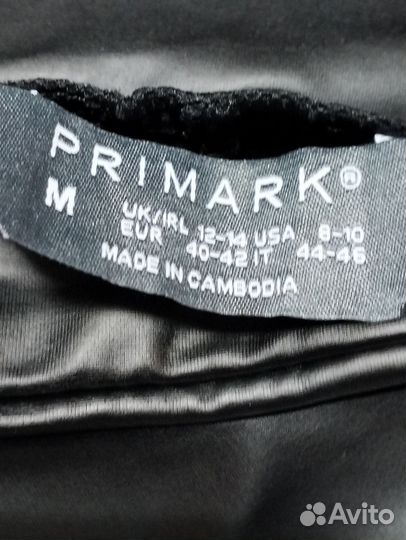 PRIMARK®
M
UK/IRL 12-14 USA 8-10
EUR 40-42 IT 44-46
MADE IN CAMBODIA
Avito